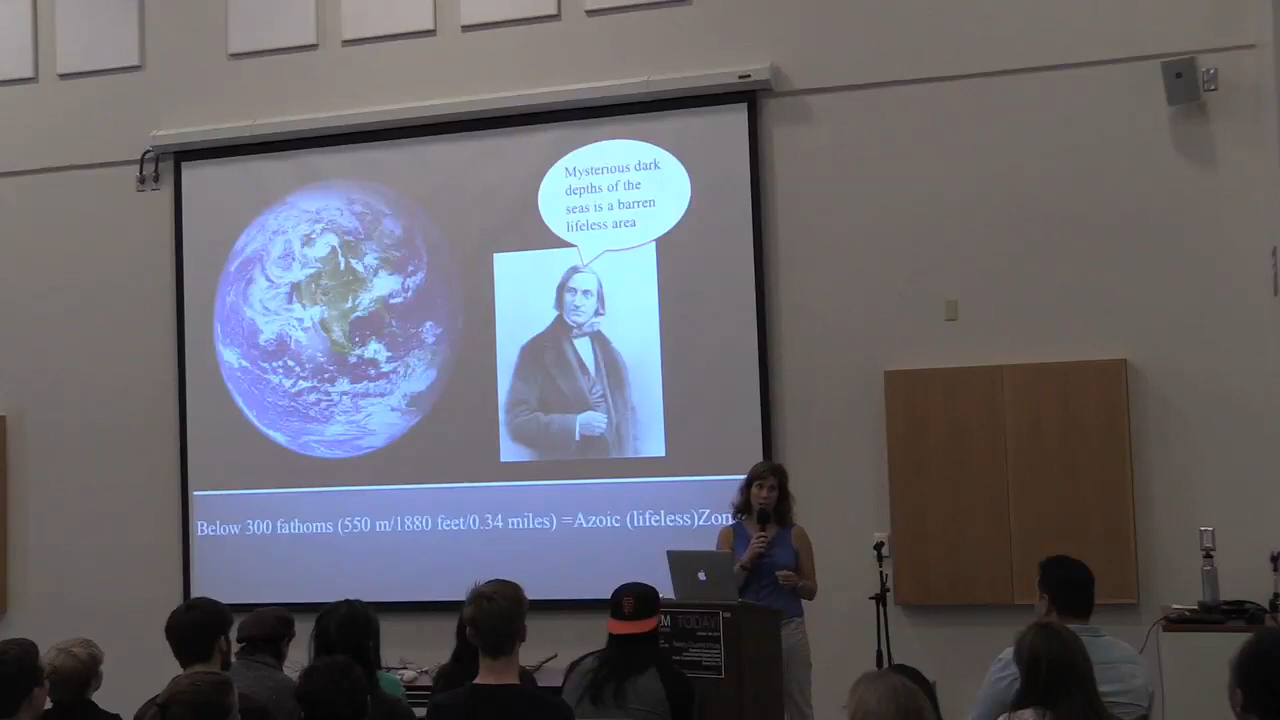 Mysterious dark
depths of the
seas is a barren
lifeless area
Below 300 fathoms (550 m/1880 feet/0.34 miles) =Azoic (lifeless)Zon
TODAY!